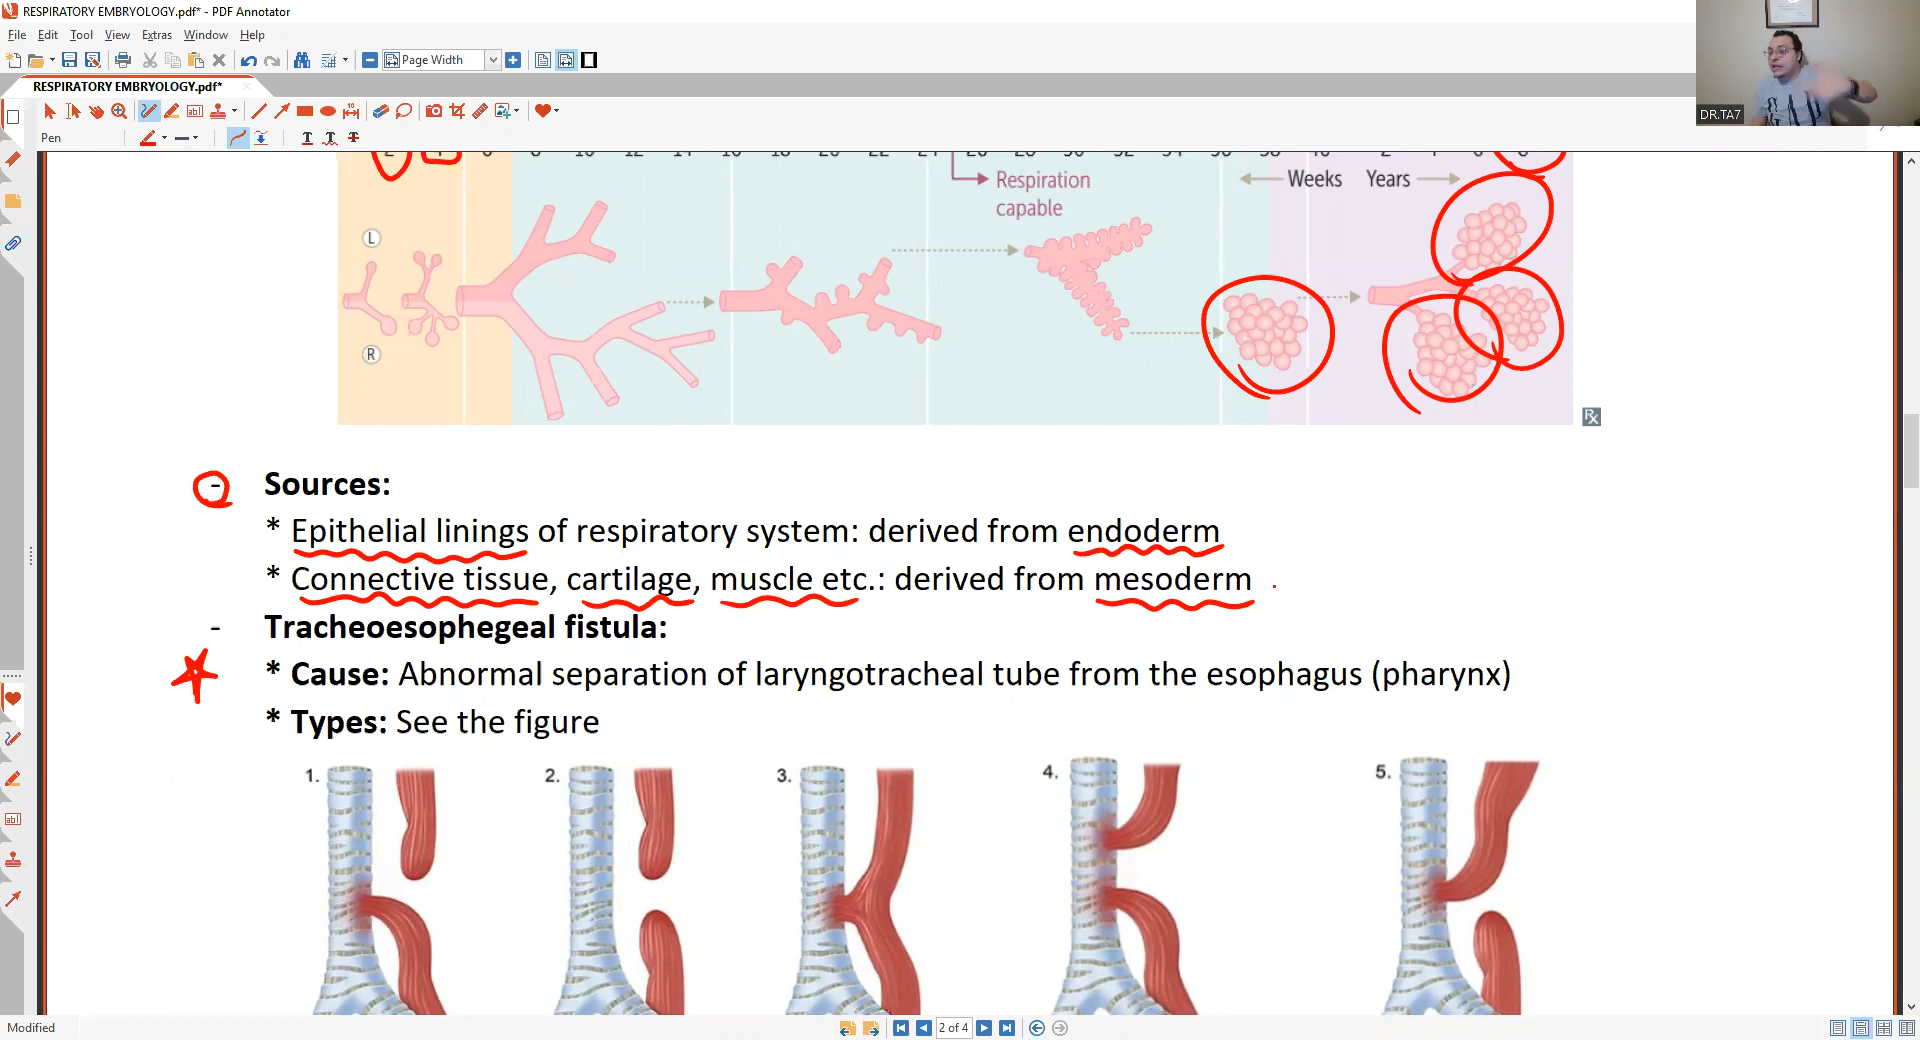 RESPIRATORY EMBRYOLOGY.pdf* - PDF Annotator
File Edit Tool View Extras Window Help
Page Width
RESPIRATORY EMBRYOLOGY.pdf*
Pen
DR.TA7
Respiration
capable
Weeks Years
L
R
Rx
- Sources:
* Epithelial linings of respiratory system: derived from endoderm
* Connective tissue, cartilage, muscle etc.: derived from mesoderm
- Tracheoesophegeal fistula:
* Cause: Abnormal separation of laryngotracheal tube from the esophagus (pharynx)
* Types: See the figure
1. 2. 3. 4. 5.
Modified
2 of 4